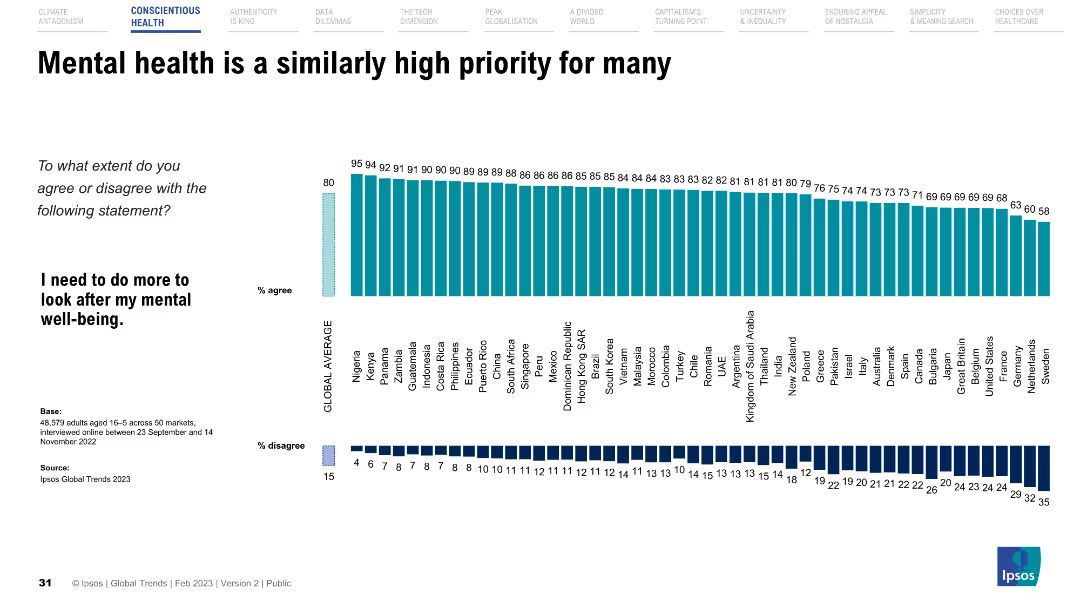 CLIMATE
ANTAGONISM
CONSCIENTIOUS
HEALTH
AUTHENTICITY
IS KING
DATA
DILEMMAS
THE TECH
DIMENSION
PEAK
GLOBALISATION
A DIVIDED
WORLD
CAPITALISM'S
TURNING POINT
UNCERTAINTY
& INEQUALITY
ENDURING APPEAL
OF NOSTALGIA
SIMPLICITY
& MEANING SEARCH
CHOICES OVER
HEALTHCARE
Mental health is a similarly high priority for many
To what extent do you
agree or disagree with the
following statement?
I need to do more to
look after my mental
well-being.
% agree
80 95 94 92 91 91 90 90 90 89 89 89 88 86 86 86 85 85 85 84 84 84 83 83 83 82 82 81 81 81 81 80 79 76 75 74 74 73 73 73 71 69 69 69 69 69 68 63 60 58
GLOBAL AVERAGE
Nigeria
Kenya
Panama
Zambia
Guatemala
Indonesia
Costa Rica
Philippines
Ecuador
Puerto Rico
China
South Africa
Singapore
Peru
Mexico
Dominican Republic
Hong Kong SAR
Brazil
South Korea
Vietnam
Malaysia
Morocco
Colombia
Turkey
Chile
Romania
UAE
Argentina
Kingdom of Saudi Arabia
Thailand
India
New Zealand
Poland
Greece
Pakistan
Israel
Italy
Australia
Denmark
Spain
Canada
Bulgaria
Japan
Great Britain
Belgium
United States
France
Germany
Netherlands
Sweden
% disagree
15 4 6 7 8 7 8 7 8 8 10 10 11 11 12 11 11 12 11 12 14 11 13 13 10 14 15 13 13 13 15 14 18 12 19 22 19 20 21 21 22 22 26 20 24 23 24 24 29 32 35
Base:
48,579 adults aged 16–5 across 50 markets,
interviewed online between 23 September and 14
November 2022
Source:
Ipsos Global Trends 2023
31 © Ipsos | Global Trends | Feb 2023 | Version 2 | Public
Ipsos